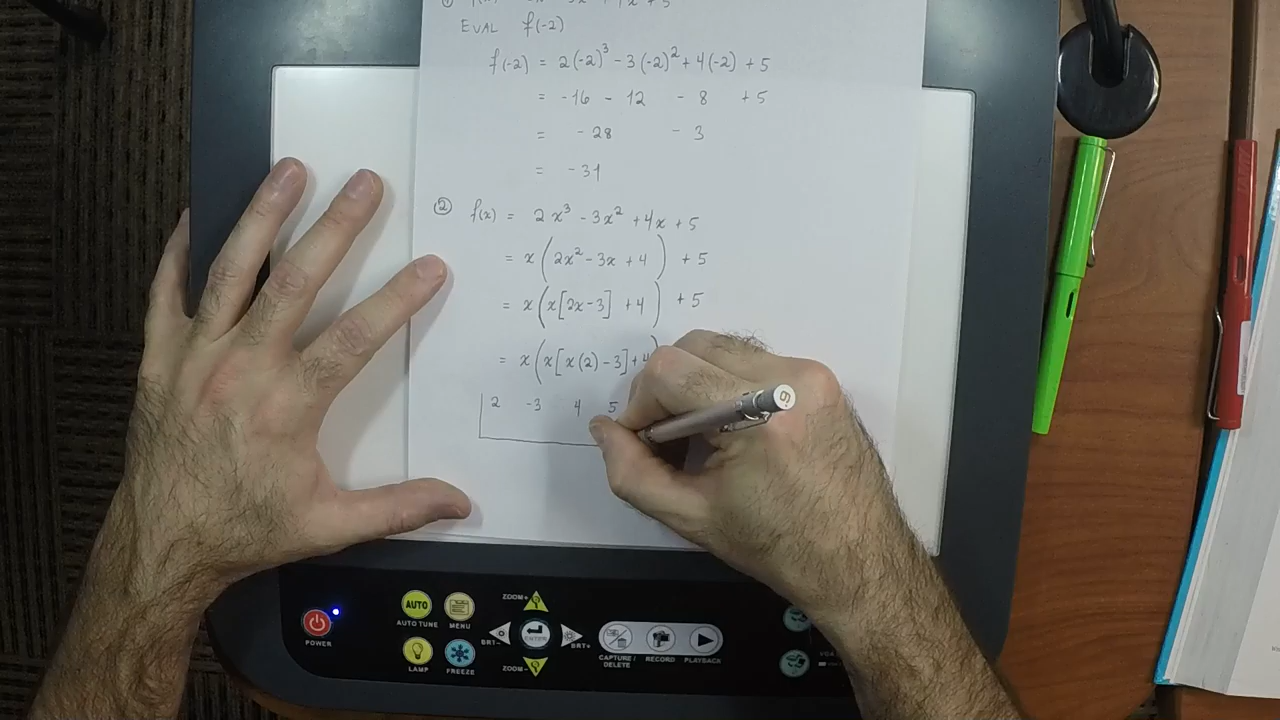 EVAL f(-2)
f(-2) = 2(-2)³ - 3(-2)² + 4(-2) + 5
= -16 - 12 - 8 + 5
= -28 - 3
= -31
② f(x) = 2x³ - 3x² + 4x + 5
= x(2x² - 3x + 4) + 5
= x(x[2x-3] + 4) + 5
= x(x[x(2) - 3] + 4)
2 -3 4 5
POWER
AUTO
AUTO TUNE
MENU
LAMP
FREEZE
ZOOM+
BRT-
ENTER
BRT+
ZOOM-
CAPTURE / DELETE
RECORD
PLAYBACK